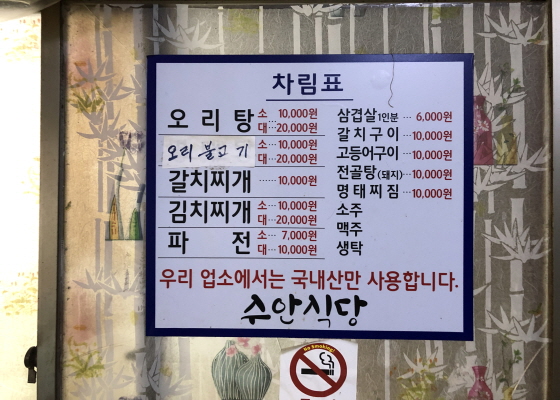 차림표
오리탕 소… 10,000원
대…20,000원
오리 불고기 소… 10,000원
대…20,000원
갈치찌개 ……10,000원
김치찌개 소… 10,000원
대…20,000원
파 전 소… 7,000원
대…10,000원
삼겹살1인분… 6,000원
갈치구이 …10,000원
고등어구이 …10,000원
전골탕(돼지)…10,000원
명태찌짐 …10,000원
소주
맥주
생탁
우리 업소에서는 국내산만 사용합니다.
수안식당
No Smoking!